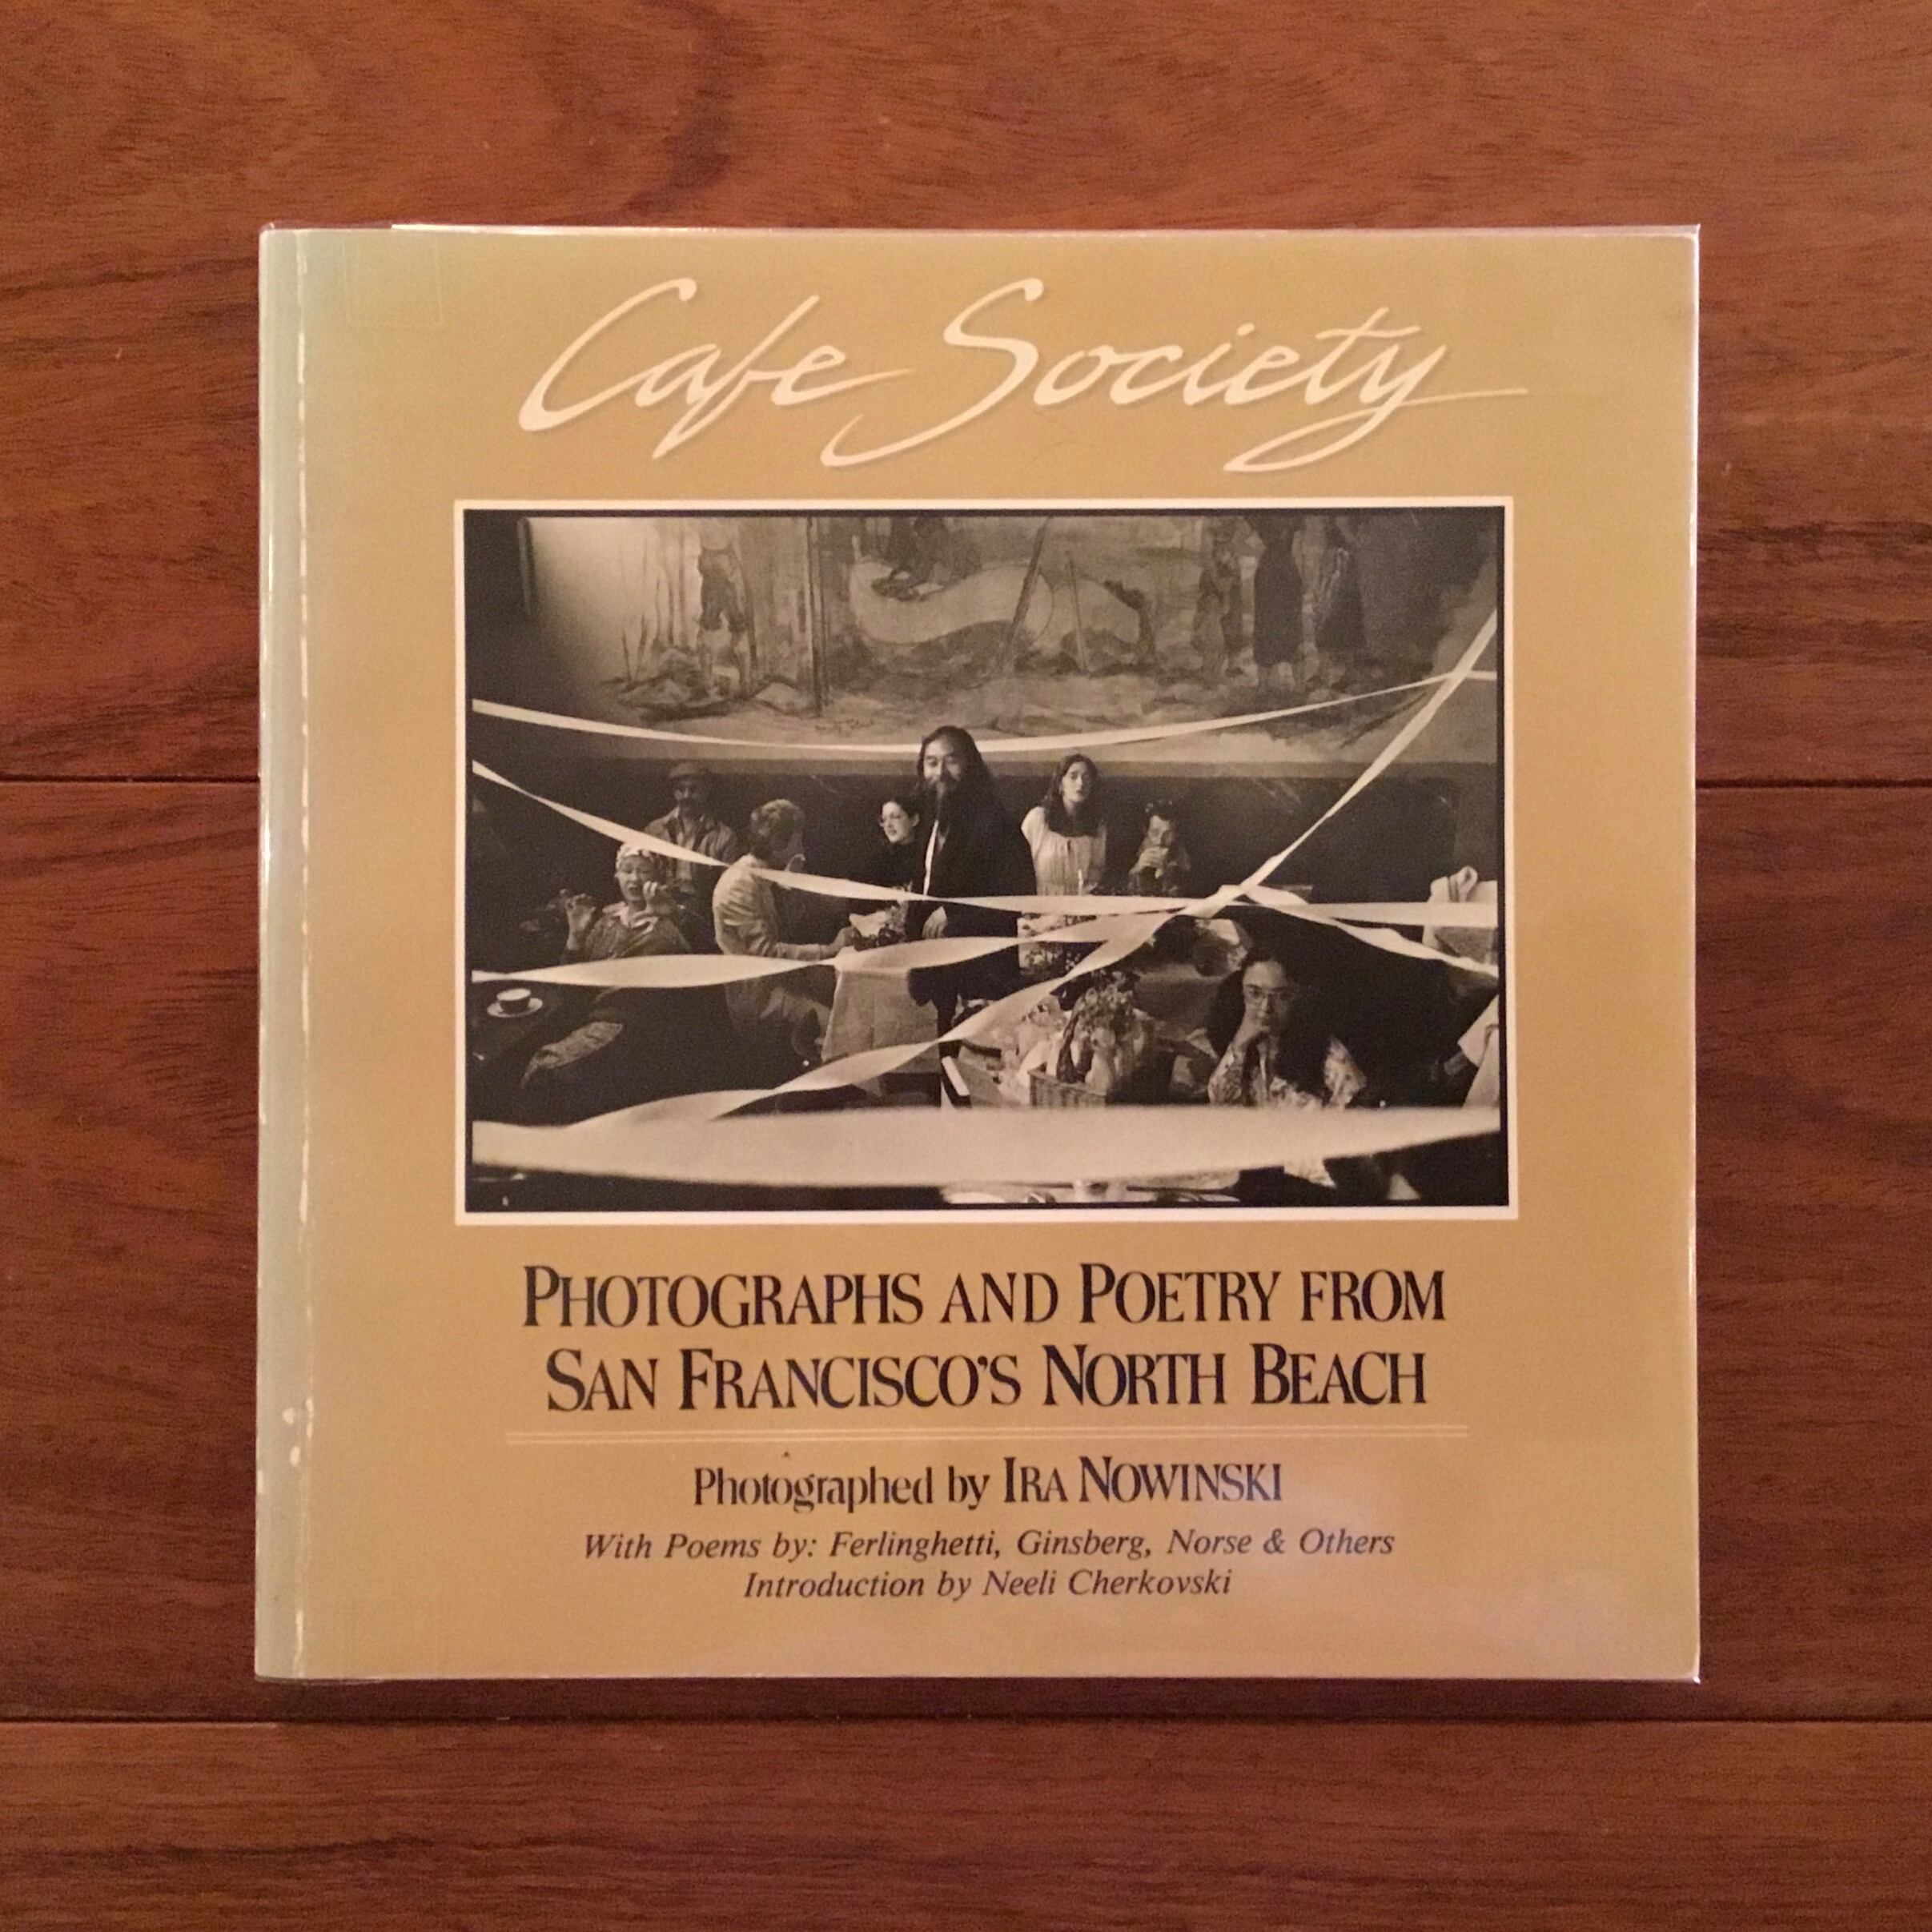 Cafe Society
PHOTOGRAPHS AND POETRY FROM
SAN FRANCISCO'S NORTH BEACH
Photographed by IRA NOWINSKI
With Poems by: Ferlinghetti, Ginsberg, Norse & Others
Introduction by Neeli Cherkovski